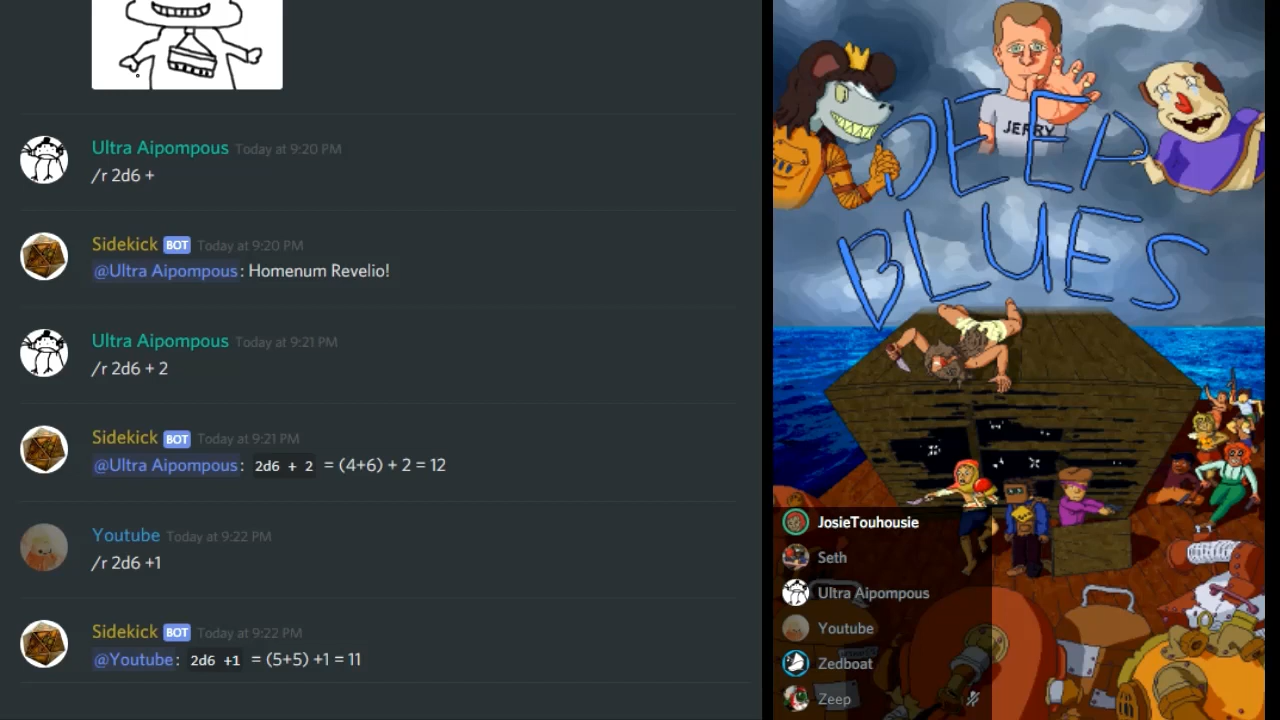 Ultra Aipompous Today at 9:20 PM
/r 2d6 +
Sidekick BOT Today at 9:20 PM
@Ultra Aipompous: Homenum Revelio!
Ultra Aipompous Today at 9:21 PM
/r 2d6 + 2
Sidekick BOT Today at 9:21 PM
@Ultra Aipompous: 2d6 + 2 = (4+6) + 2 = 12
Youtube Today at 9:22 PM
/r 2d6 +1
Sidekick BOT Today at 9:22 PM
@Youtube: 2d6 +1 = (5+5) +1 = 11
JERRY
DEEP
BLUES
JosieTouhousie
Seth
Ultra Aipompous
Youtube
Zedboat
Zeep